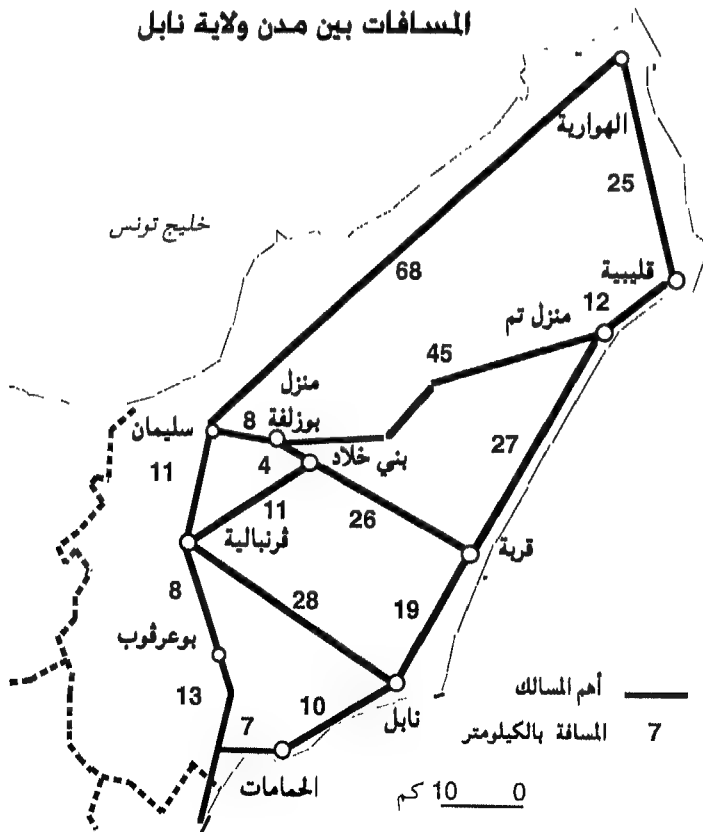 المسافات بين مدن ولاية نابل
الهوارية
25
خليج تونس
68
قليبية
12
منزل تم
45
منزل
بوزلفة
8
سليمان
بني خلاد
4
27
11
11
26
ڤرنبالية
قربة
8
28
19
بوعرڤوب
13
نابل
10
7
الحمامات
أهم المسالك
7 المسافة بالكيلومتر
0 10 كم